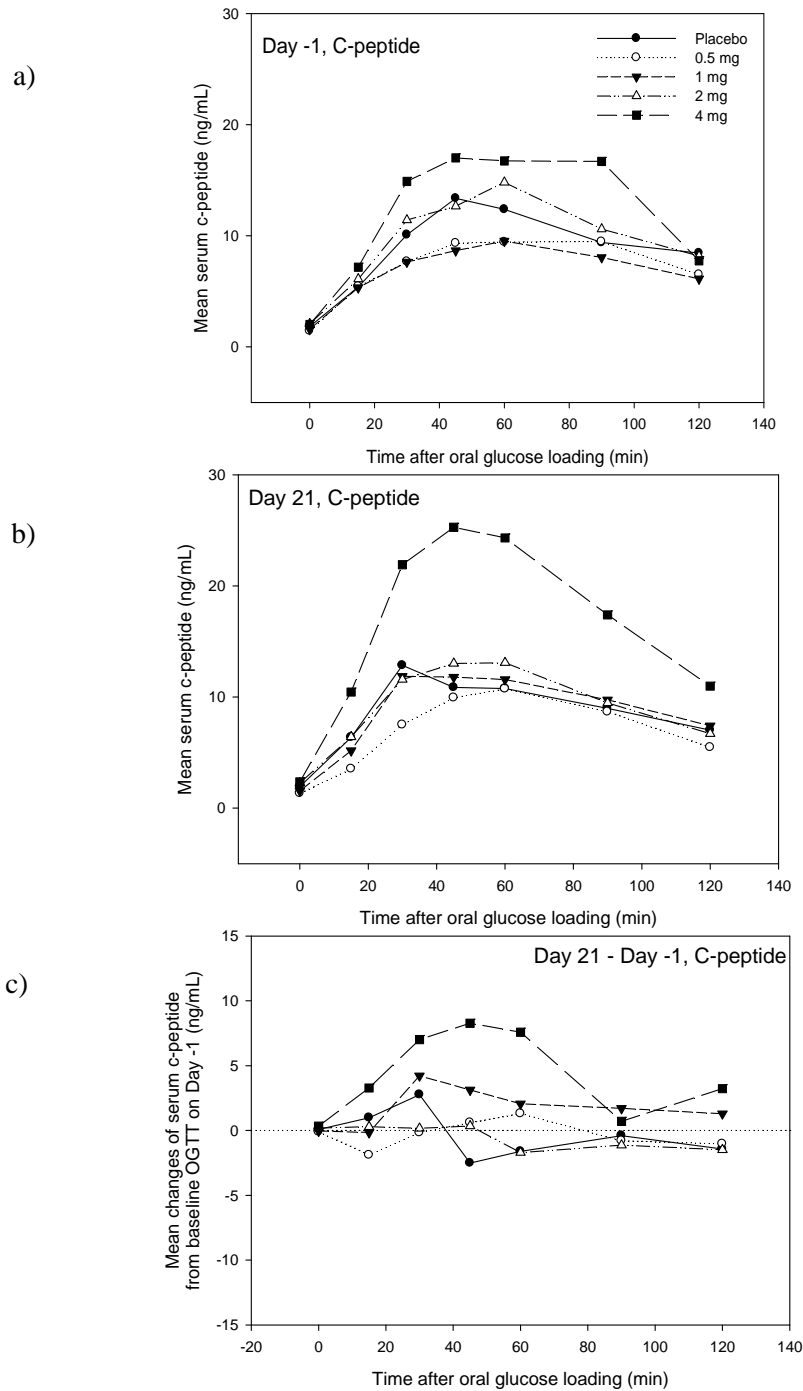 a)
Day -1, C-peptide
Placebo
0.5 mg
1 mg
2 mg
4 mg
Mean serum c-peptide (ng/mL)
30
20
10
0
0 20 40 60 80 100 120 140
Time after oral glucose loading (min)
b)
Day 21, C-peptide
Mean serum c-peptide (ng/mL)
30
20
10
0
0 20 40 60 80 100 120 140
Time after oral glucose loading (min)
c)
Day 21 - Day -1, C-peptide
Mean changes of serum c-peptide
from baseline OGTT on Day -1 (ng/mL)
15
10
5
0
-5
-10
-15
-20 0 20 40 60 80 100 120 140
Time after oral glucose loading (min)